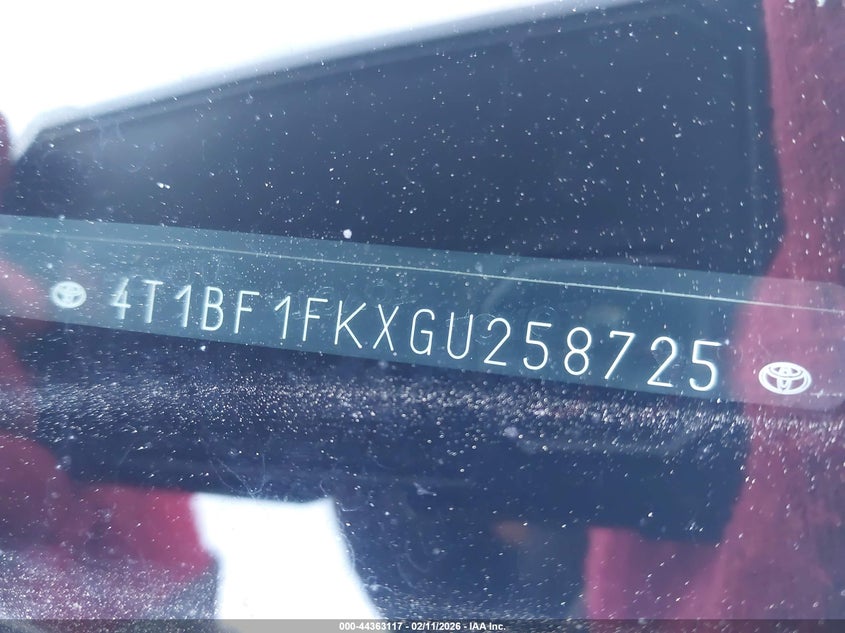 4T1BF1FKXGU258725
000-44363117 - 02/11/2026 - IAA Inc.